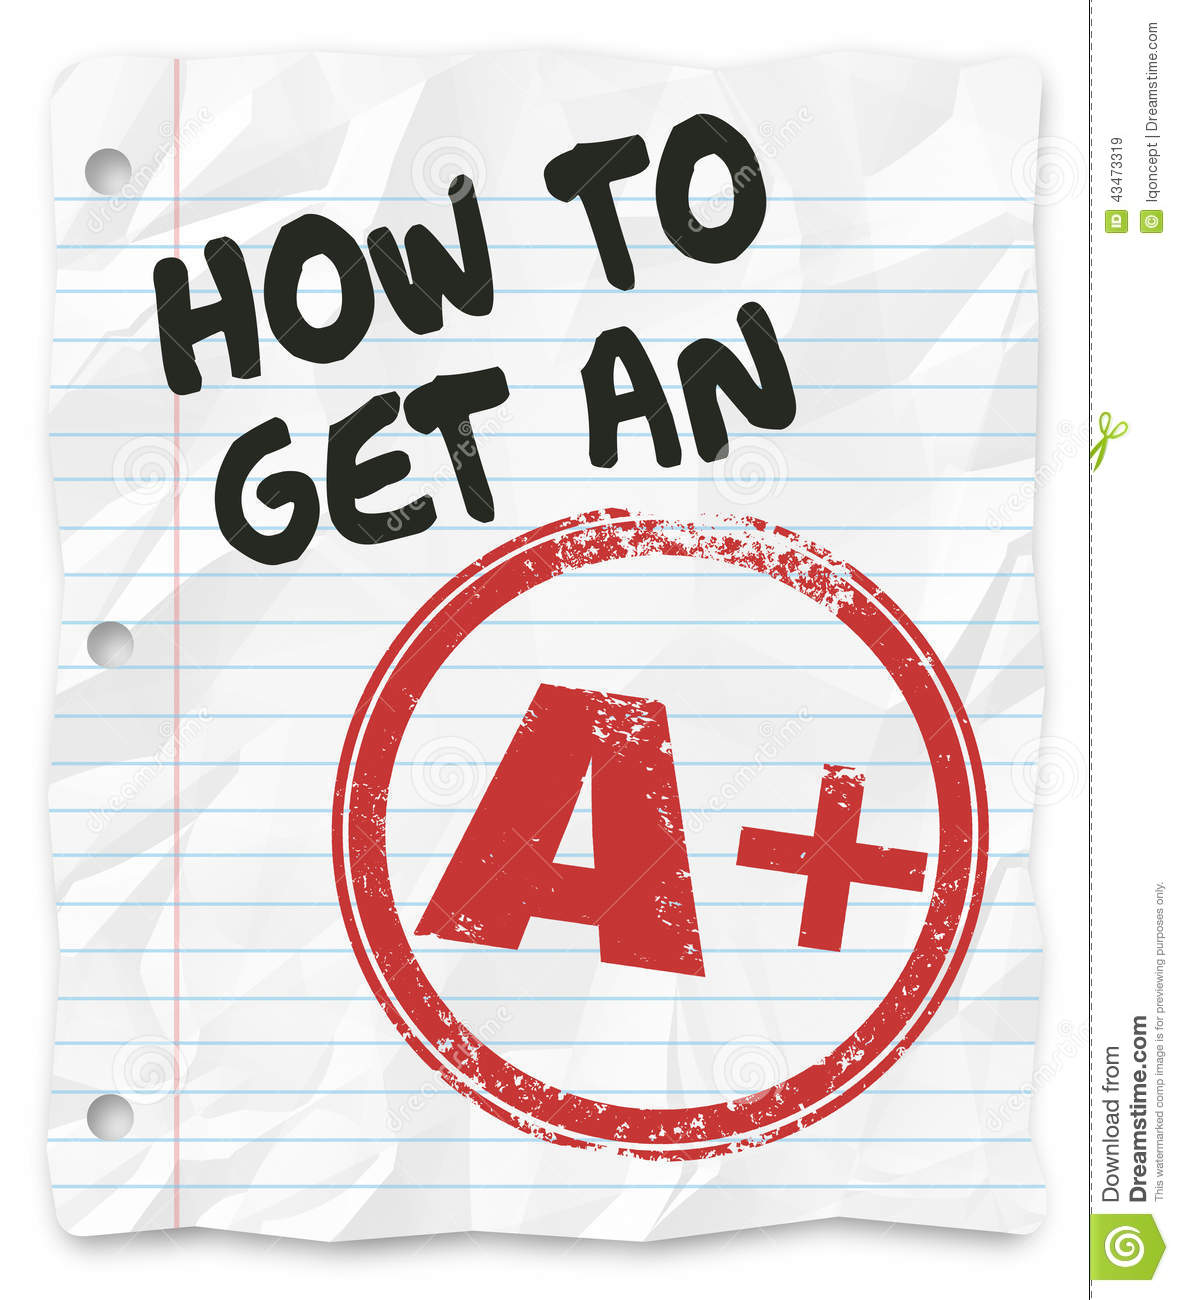 HOW TO
GET AN
A+
ID 43473319
© Iqoncept | Dreamstime.com
Download from
Dreamstime.com
This watermarked comp image is for previewing purposes only.
dreamstime